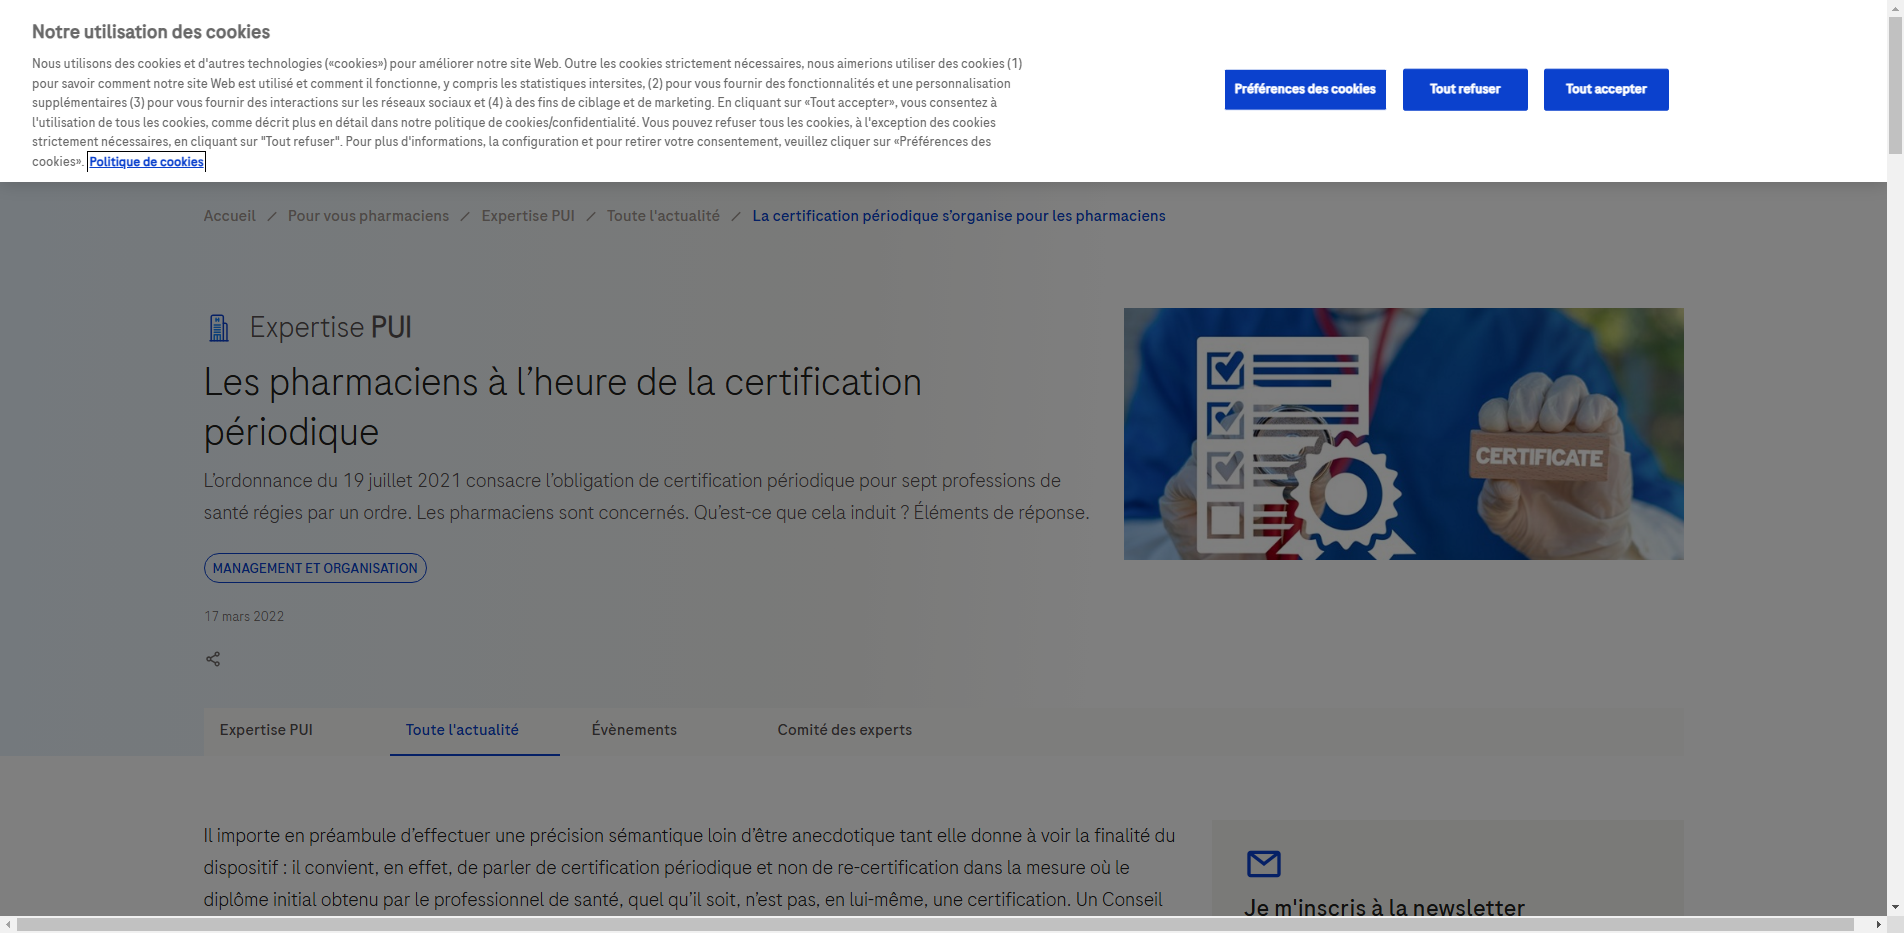 Notre utilisation des cookies
Nous utilisons des cookies et d'autres technologies («cookies») pour améliorer notre site Web. Outre les cookies strictement nécessaires, nous aimerions utiliser des cookies (1)
pour savoir comment notre site Web est utilisé et comment il fonctionne, y compris les statistiques intersites, (2) pour vous fournir des fonctionnalités et une personnalisation
supplémentaires (3) pour vous fournir des interactions sur les réseaux sociaux et (4) à des fins de ciblage et de marketing. En cliquant sur «Tout accepter», vous consentez à
l'utilisation de tous les cookies, comme décrit plus en détail dans notre politique de cookies/confidentialité. Vous pouvez refuser tous les cookies, à l'exception des cookies
strictement nécessaires, en cliquant sur "Tout refuser". Pour plus d'informations, la configuration et pour retirer votre consentement, veuillez cliquer sur «Préférences des
cookies». Politique de cookies
Préférences des cookies
Tout refuser
Tout accepter
Accueil / Pour vous pharmaciens / Expertise PUI / Toute l'actualité / La certification périodique s’organise pour les pharmaciens
Expertise PUI
Les pharmaciens à l’heure de la certification
périodique
L’ordonnance du 19 juillet 2021 consacre l’obligation de certification périodique pour sept professions de
santé régies par un ordre. Les pharmaciens sont concernés. Qu’est-ce que cela induit ? Éléments de réponse.
CERTIFICATE
MANAGEMENT ET ORGANISATION
17 mars 2022
Expertise PUI
Toute l'actualité
Évènements
Comité des experts
Il importe en préambule d’effectuer une précision sémantique loin d’être anecdotique tant elle donne à voir la finalité du
dispositif : il convient, en effet, de parler de certification périodique et non de re-certification dans la mesure où le
diplôme initial obtenu par le professionnel de santé, quel qu’il soit, n’est pas, en lui-même, une certification. Un Conseil
Je m'inscris à la newsletter